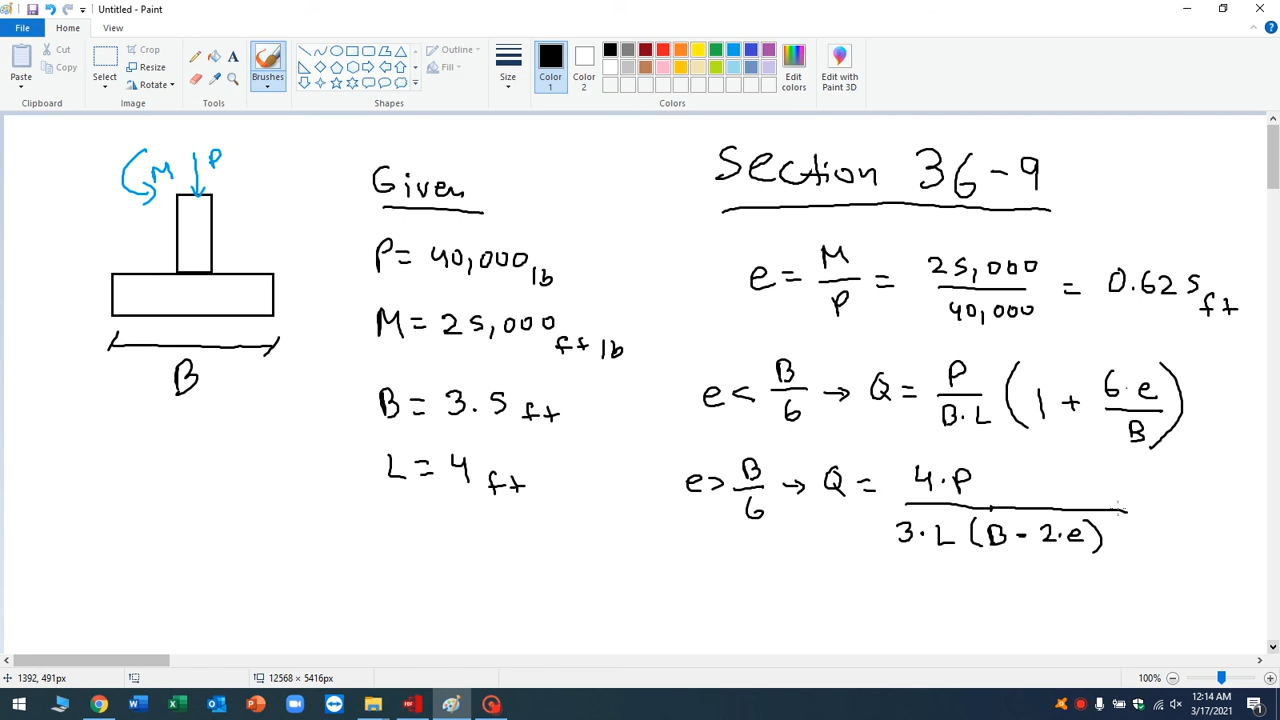 Untitled - Paint
File Home View
Paste Cut Copy Clipboard
Select Crop Resize Rotate Image
Tools
Brushes
Outline Fill Shapes
Size
Color 1 Color 2 Edit colors Edit with Paint 3D Colors
M P
B
Given
P = 40,000 lb
M = 25,000 ft lb
B = 3.5 ft
L = 4 ft
Section 36-9
e = M/P = 25,000/40,000 = 0.625 ft
e < B/6 → Q = P/B·L (1 + 6·e/B)
e > B/6 → Q = 4·P/3·L(B - 2·e)
1392, 491px 12568 × 5416px 100%
12:14 AM
3/17/2021